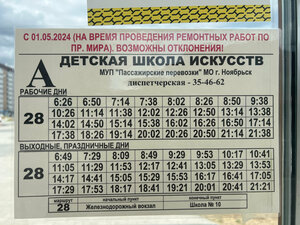 С 01.05.2024 (НА ВРЕМЯ ПРОВЕДЕНИЯ РЕМОНТНЫХ РАБОТ ПО
ПР. МИРА). ВОЗМОЖНЫ ОТКЛОНЕНИЯ!
А
ДЕТСКАЯ ШКОЛА ИСКУССТВ
МУП "Пассажирские перевозки" МО г. Ноябрьск
диспетчерская - 35-46-62
РАБОЧИЕ ДНИ
28
6:26 6:50 7:14 7:38 8:02 8:26 8:50 9:38
10:26 11:14 11:38 12:02 12:26 12:50 13:14 13:38
14:02 14:26 14:50 15:14 15:38 16:02 16:26 16:50
17:38 18:26 19:14 19:38 20:02 20:26 20:50 21:14
ВЫХОДНЫЕ, ПРАЗДНИЧНЫЕ ДНИ
28
6:49 7:29 8:09 8:29 8:49 9:53 10:17 10:41
11:05 11:29 11:53 12:17 12:41 13:05 13:29 13:53
14:17 14:41 15:05 15:29 15:53 16:17 16:41 17:05
17:29 17:53 18:41 19:21 20:01 20:41 21:21
маршрут начальный пункт конечный пункт
28 Железнодорожный вокзал Школа № 10